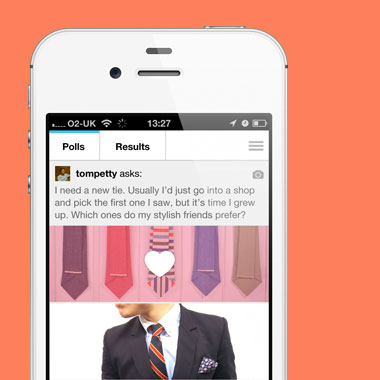 ..... O2-UK 13:27
Polls Results
tompetty asks:
I need a new tie. Usually I'd just go into a shop
and pick the first one I saw, but it's time I grew
up. Which ones do my stylish friends prefer?